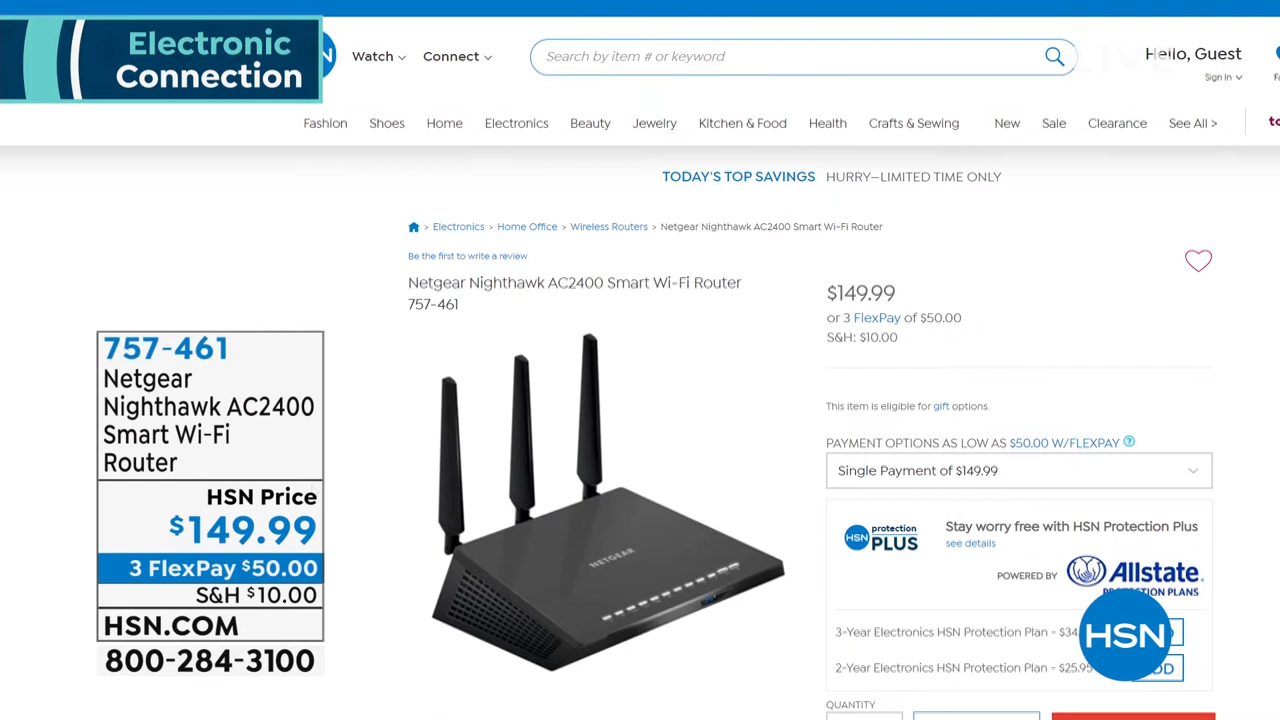 Electronic
Connection
Watch
Connect
Search by item # or keyword
Hello, Guest
Sign In
Fashion
Shoes
Home
Electronics
Beauty
Jewelry
Kitchen & Food
Health
Crafts & Sewing
New
Sale
Clearance
See All >
TODAY'S TOP SAVINGS HURRY—LIMITED TIME ONLY
> Electronics > Home Office > Wireless Routers > Netgear Nighthawk AC2400 Smart Wi-Fi Router
Be the first to write a review
Netgear Nighthawk AC2400 Smart Wi-Fi Router
757-461
$149.99
or 3 FlexPay of $50.00
S&H: $10.00
This item is eligible for gift options.
PAYMENT OPTIONS AS LOW AS $50.00 W/FLEXPAY ?
Single Payment of $149.99
HSN protection PLUS
Stay worry free with HSN Protection Plus
see details
POWERED BY Allstate
PROTECTION PLANS
3-Year Electronics HSN Protection Plan - $34
2-Year Electronics HSN Protection Plan - $25.95
QUANTITY
NETGEAR
757-461
Netgear
Nighthawk AC2400
Smart Wi-Fi
Router
HSN Price
$149.99
3 FlexPay $50.00
S&H $10.00
HSN.COM
800-284-3100
HSN